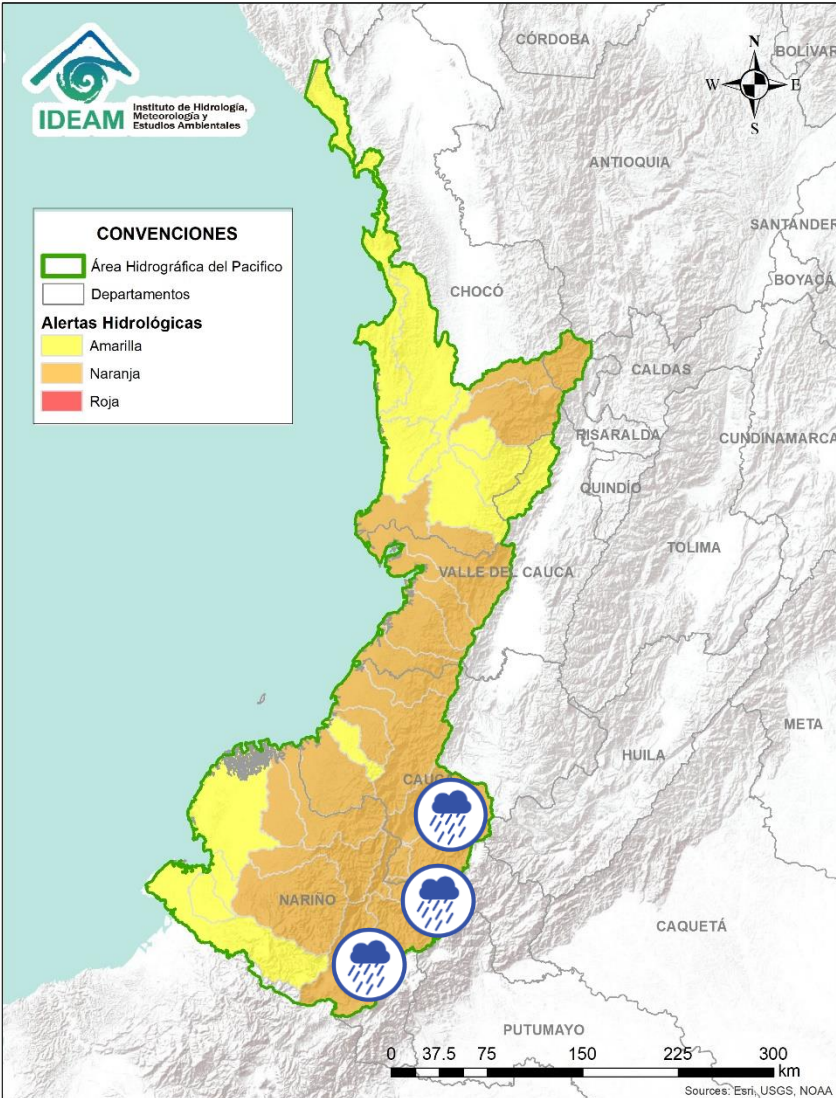 IDEAM
Instituto de Hidrología,
Meteorología y
Estudios Ambientales
N
W
E
S
CÓRDOBA
BOLÍVAR
ANTIOQUIA
SANTANDER
BOYACÁ
CHOCÓ
CONVENCIONES
Área Hidrográfica del Pacifico
Departamentos
Alertas Hidrológicas
Amarilla
Naranja
Roja
CALDAS
RISARALDA
CUNDINAMARCA
QUINDÍO
TOLIMA
VALLE DEL CAUCA
META
HUILA
CAUC
NARIÑO
CAQUETÁ
PUTUMAYO
0 37.5 75 150 225 300
km
Sources: Esri, USGS, NOAA